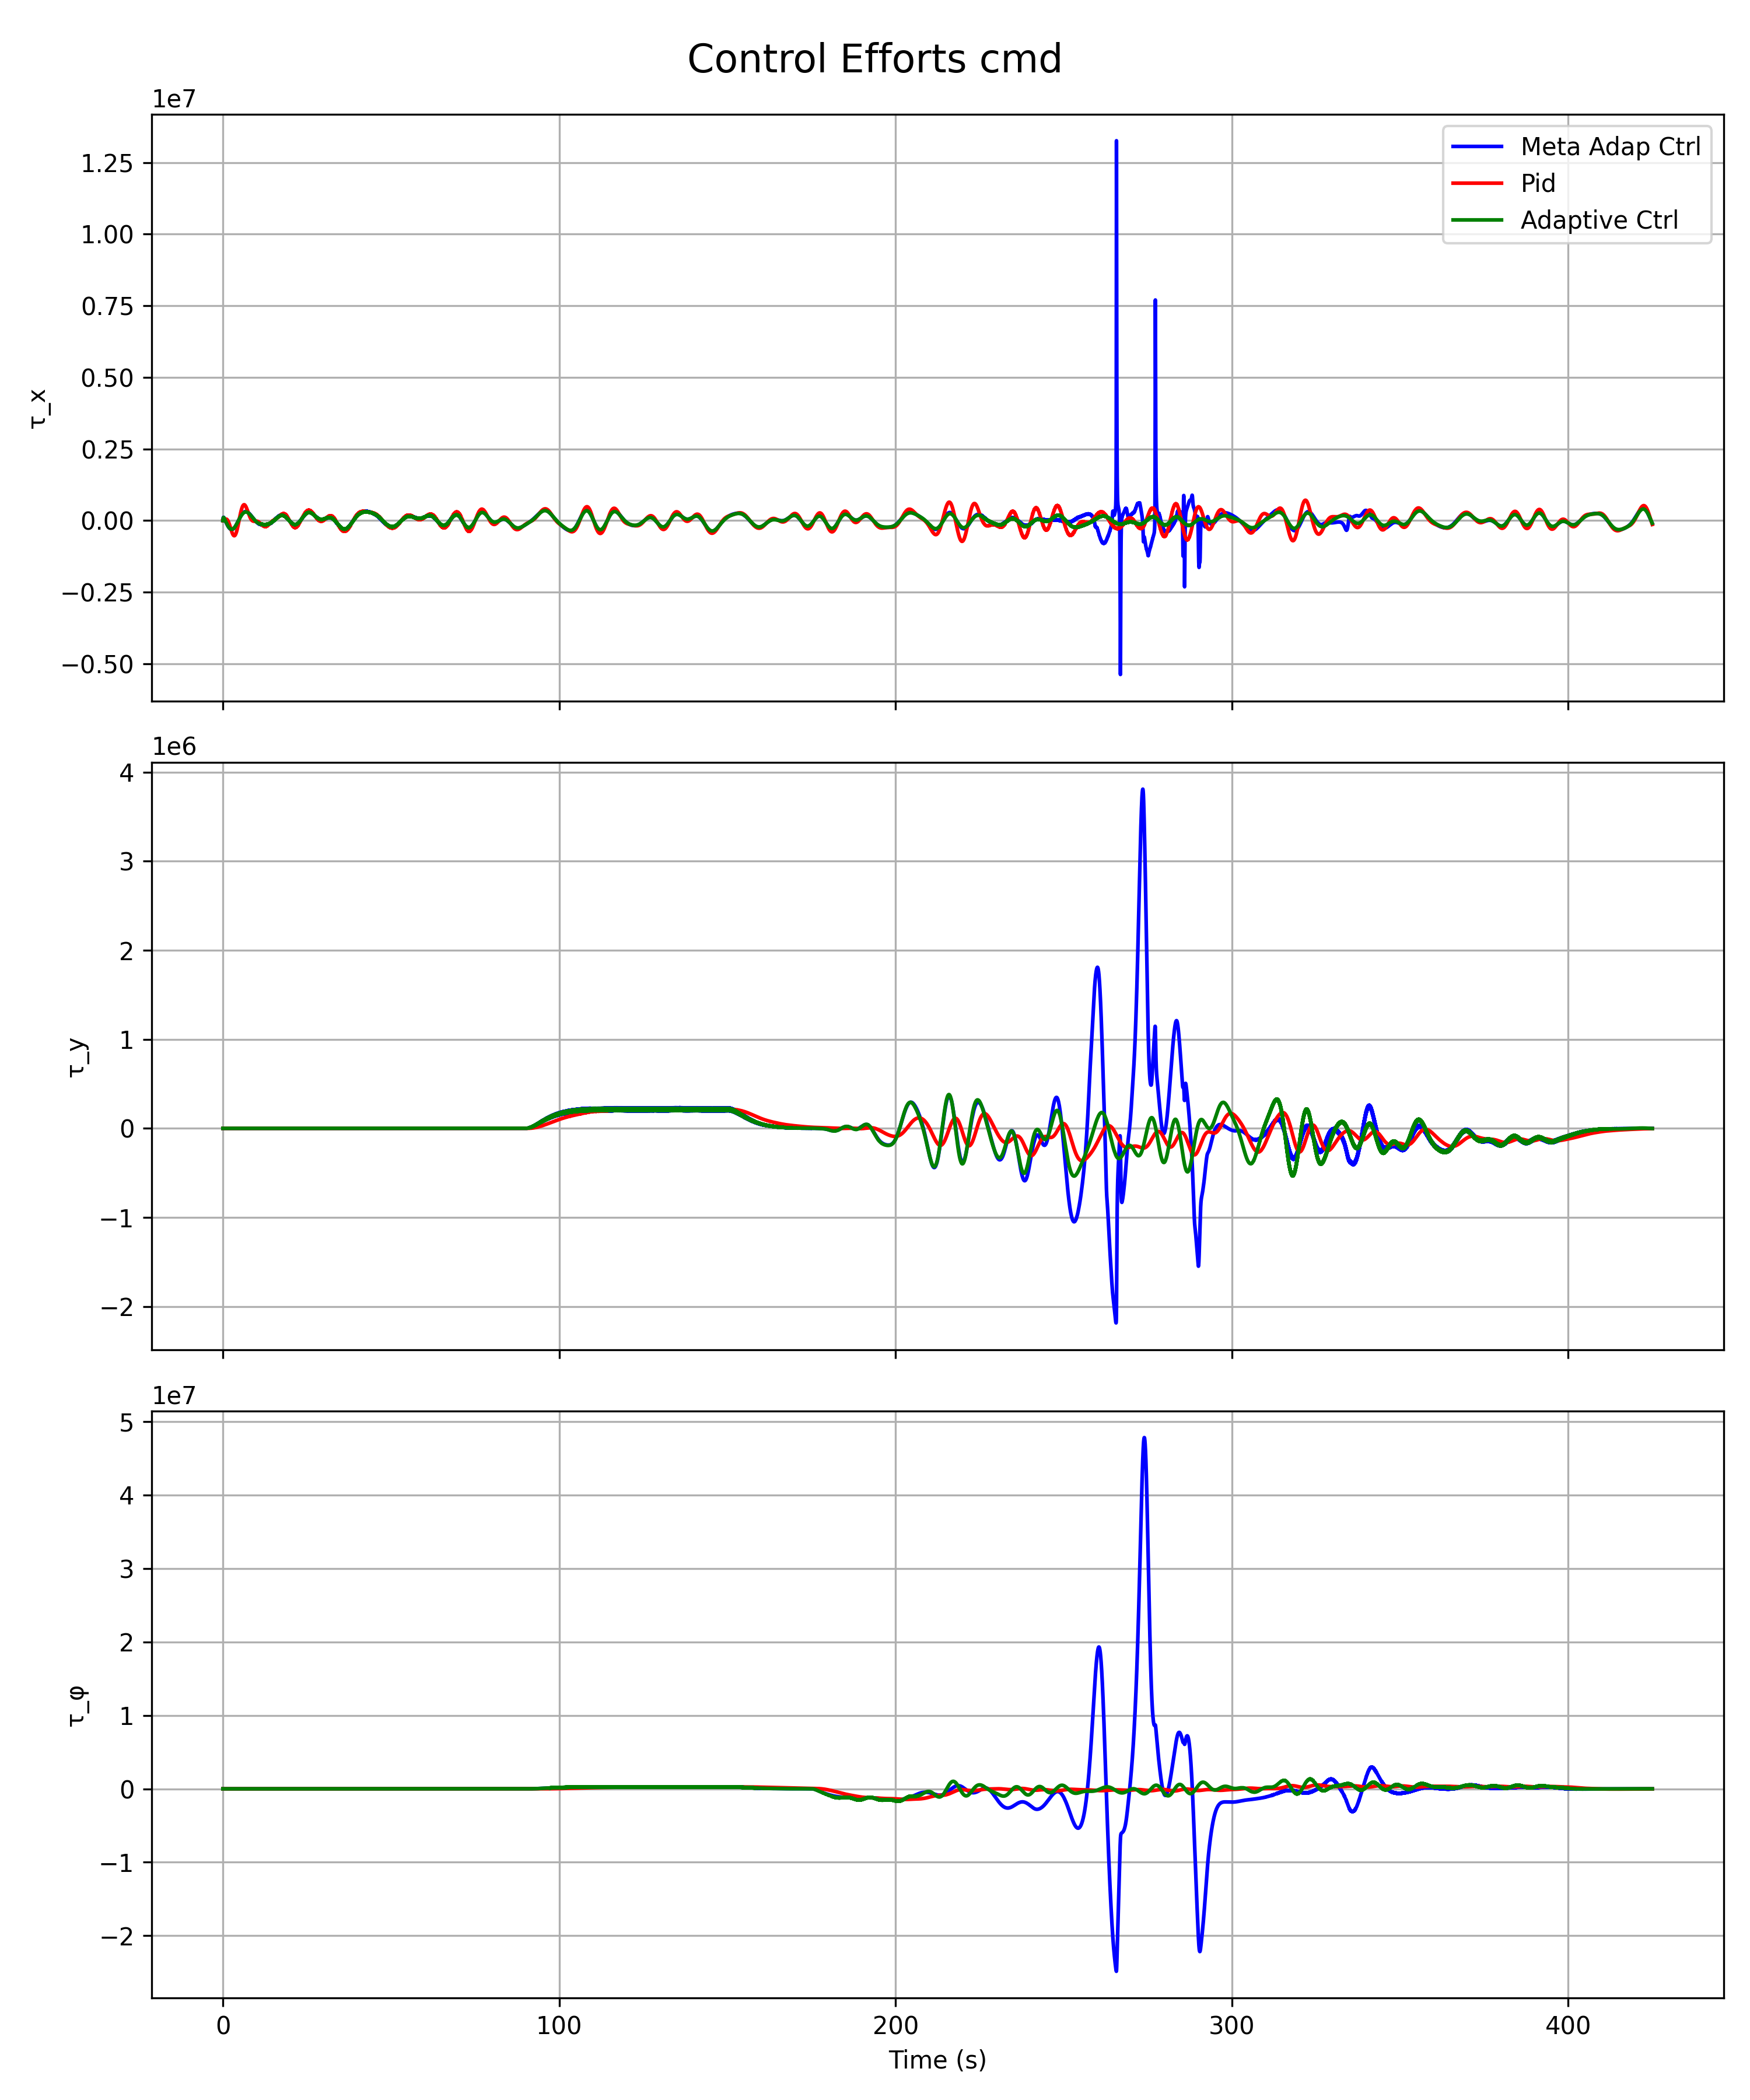 Control Efforts cmd
1e7
1.25
1.00
0.75
0.50
0.25
0.00
−0.25
−0.50
τ_x
Meta Adap Ctrl
Pid
Adaptive Ctrl
1e6
4
3
2
1
0
−1
−2
τ_y
1e7
5
4
3
2
1
0
−1
−2
τ_φ
0 100 200 300 400
Time (s)